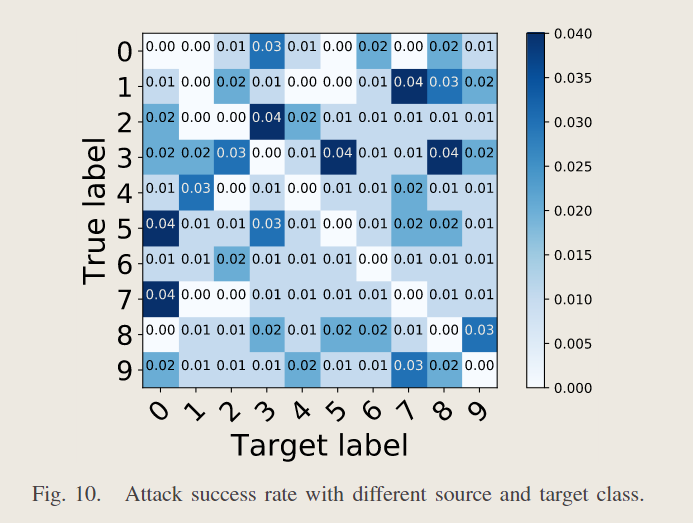 0 0.00 0.00 0.01 0.03 0.01 0.00 0.02 0.00 0.02 0.01
1 0.01 0.00 0.02 0.01 0.00 0.00 0.01 0.04 0.03 0.02
2 0.02 0.00 0.00 0.04 0.02 0.01 0.01 0.01 0.01 0.01
3 0.02 0.02 0.03 0.00 0.01 0.04 0.01 0.01 0.04 0.02
4 0.01 0.03 0.00 0.01 0.00 0.01 0.01 0.02 0.01 0.01
5 0.04 0.01 0.01 0.03 0.01 0.00 0.01 0.02 0.02 0.01
6 0.01 0.01 0.02 0.01 0.01 0.01 0.00 0.01 0.01 0.01
7 0.04 0.00 0.00 0.01 0.01 0.01 0.01 0.00 0.01 0.01
8 0.00 0.01 0.01 0.02 0.01 0.02 0.02 0.01 0.00 0.03
9 0.02 0.01 0.01 0.01 0.02 0.01 0.01 0.03 0.02 0.00
True label
0 1 2 3 4 5 6 7 8 9
Target label
0.040
0.035
0.030
0.025
0.020
0.015
0.010
0.005
0.000
Fig. 10. Attack success rate with different source and target class.